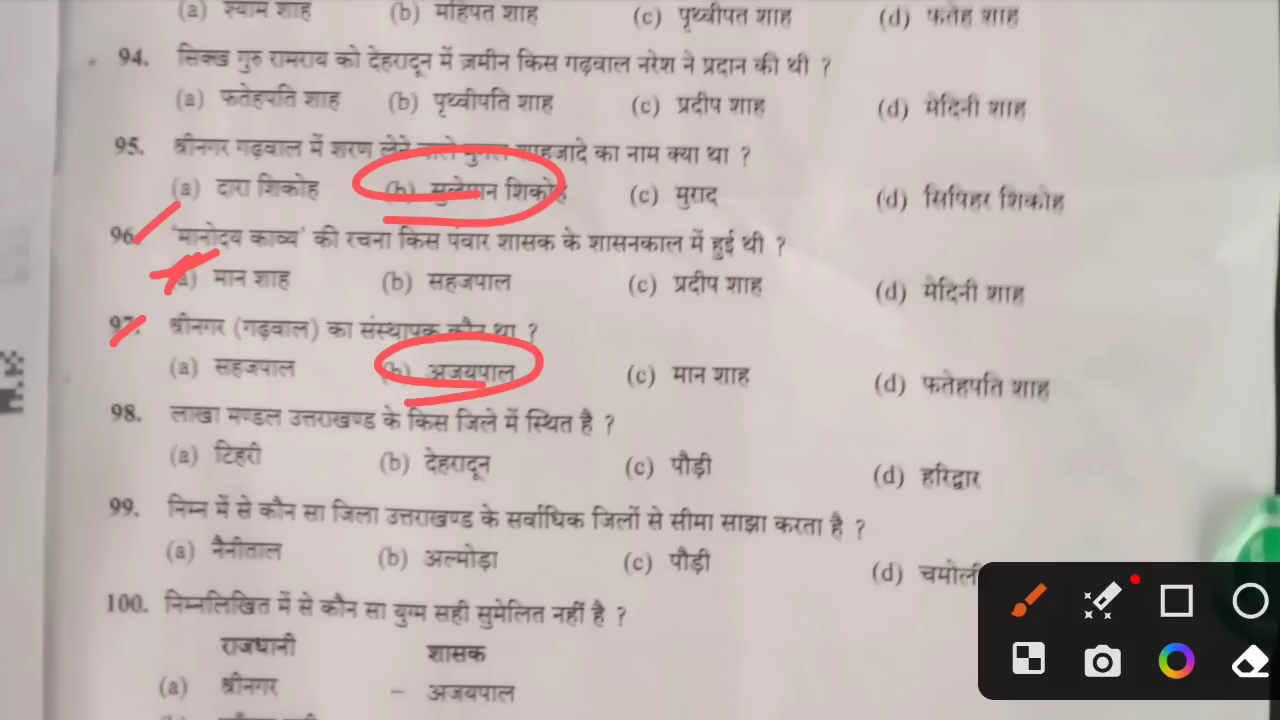 (a) श्याम शाह (b) महिपत शाह (c) पृथ्वीपत शाह (d) फतेह शाह
94. सिक्ख गुरु रामराय को देहरादून में ज़मीन किस गढ़वाल नरेश ने प्रदान की थी ?
(a) फतेहपति शाह (b) पृथ्वीपति शाह (c) प्रदीप शाह (d) मेदिनी शाह
95. श्रीनगर गढ़वाल में शरण लेने वाले मुगल शाहजादे का नाम क्या था ?
(a) दारा शिकोह (b) सुलेमान शिकोह (c) मुराद (d) सिपिहर शिकोह
96. 'मानोदय काव्य' की रचना किस पंवार शासक के शासनकाल में हुई थी ?
(a) मान शाह (b) सहजपाल (c) प्रदीप शाह (d) मेदिनी शाह
97. श्रीनगर (गढ़वाल) का संस्थापक कौन था ?
(a) सहजपाल (b) अजयपाल (c) मान शाह (d) फतेहपति शाह
98. लाखा मण्डल उत्तराखण्ड के किस जिले में स्थित है ?
(a) टिहरी (b) देहरादून (c) पौड़ी (d) हरिद्वार
99. निम्न में से कौन सा जिला उत्तराखण्ड के सर्वाधिक जिलों से सीमा साझा करता है ?
(a) नैनीताल (b) अल्मोड़ा (c) पौड़ी (d) चमोली
100. निम्नलिखित में से कौन सा युग्म सही सुमेलित नहीं है ?
राजधानी शासक
(a) श्रीनगर – अजयपाल